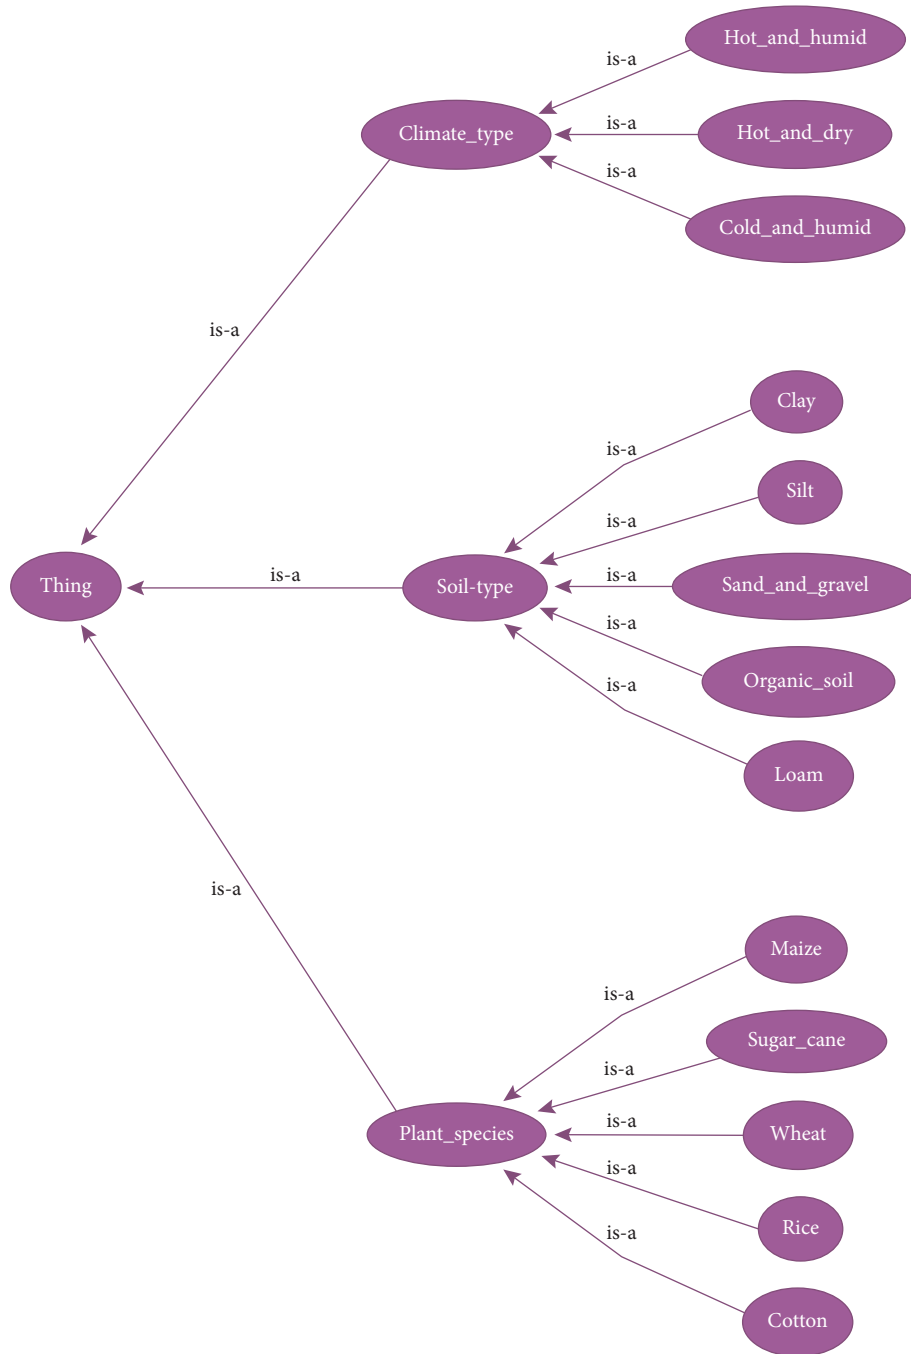 Hot_and_humid
is-a
Climate_type
is-a
Hot_and_dry
is-a
Cold_and_humid
is-a
Clay
is-a
Silt
is-a
Thing
is-a
Soil-type
is-a
Sand_and_gravel
is-a
Organic_soil
is-a
Loam
is-a
Maize
is-a
Sugar_cane
is-a
Plant_species
is-a
Wheat
is-a
Rice
is-a
Cotton
is-a